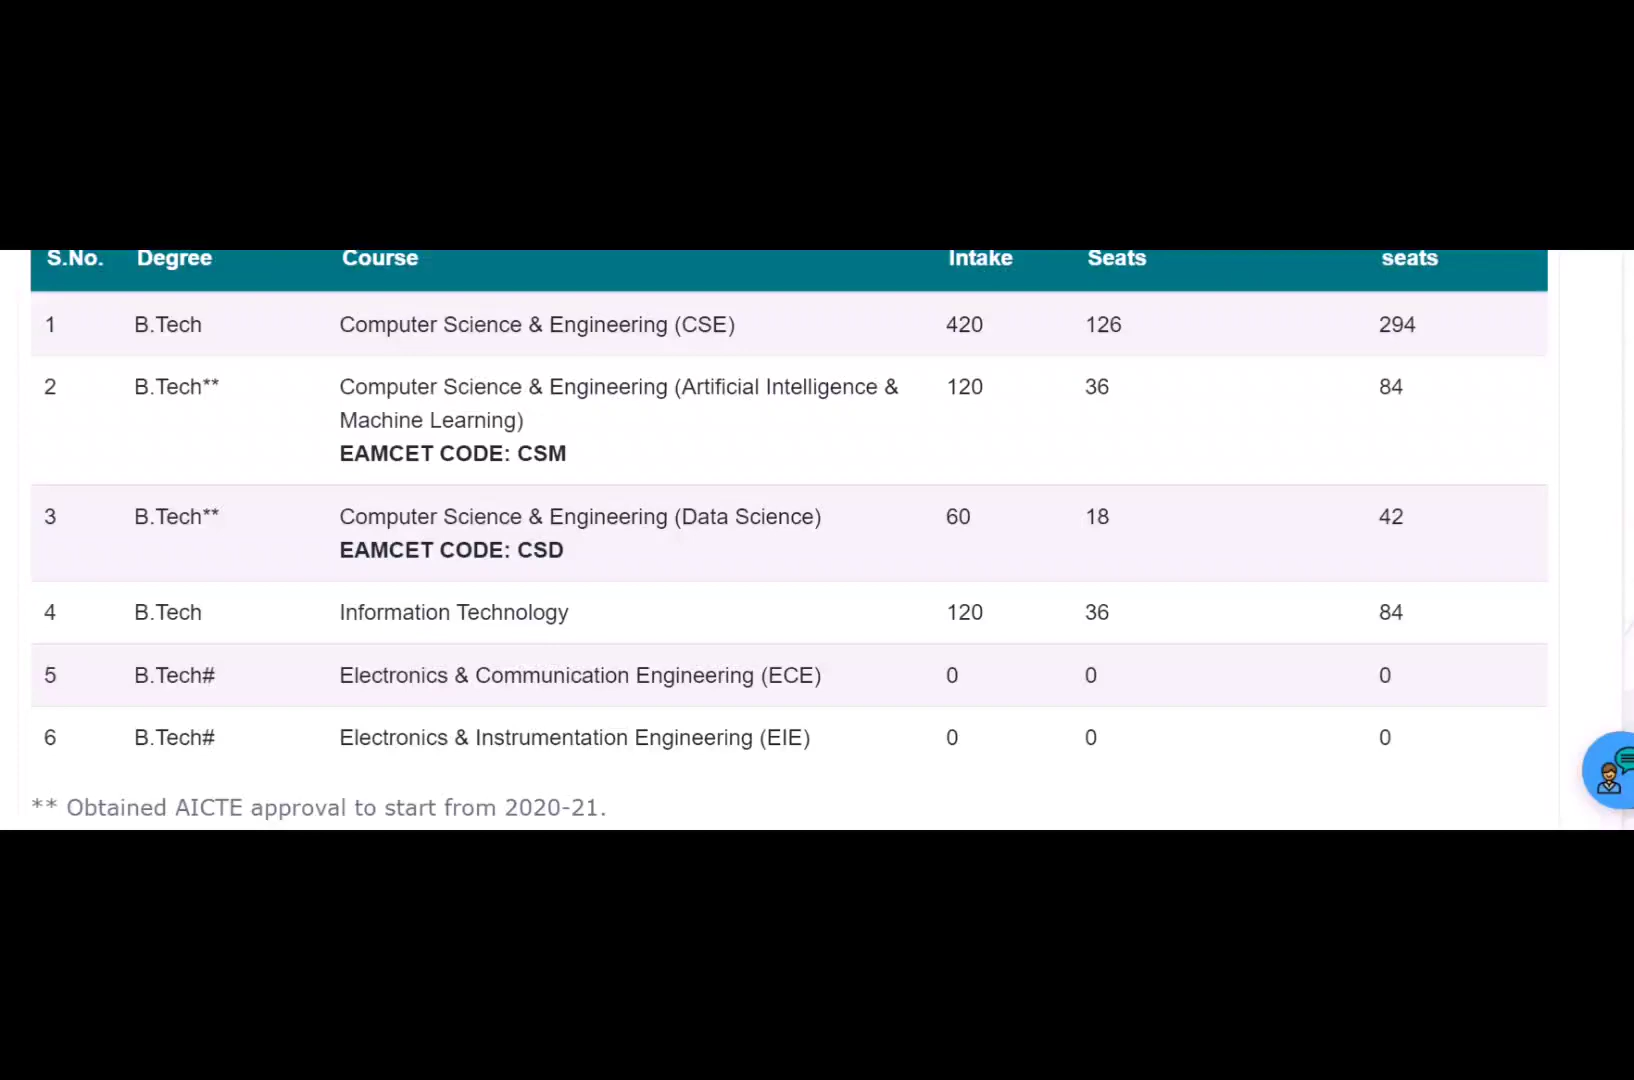 S.No. Degree Course Intake Seats seats
1 B.Tech Computer Science & Engineering (CSE) 420 126 294
2 B.Tech** Computer Science & Engineering (Artificial Intelligence & 120 36 84
Machine Learning)
EAMCET CODE: CSM
3 B.Tech** Computer Science & Engineering (Data Science) 60 18 42
EAMCET CODE: CSD
4 B.Tech Information Technology 120 36 84
5 B.Tech# Electronics & Communication Engineering (ECE) 0 0 0
6 B.Tech# Electronics & Instrumentation Engineering (EIE) 0 0 0
** Obtained AICTE approval to start from 2020-21.